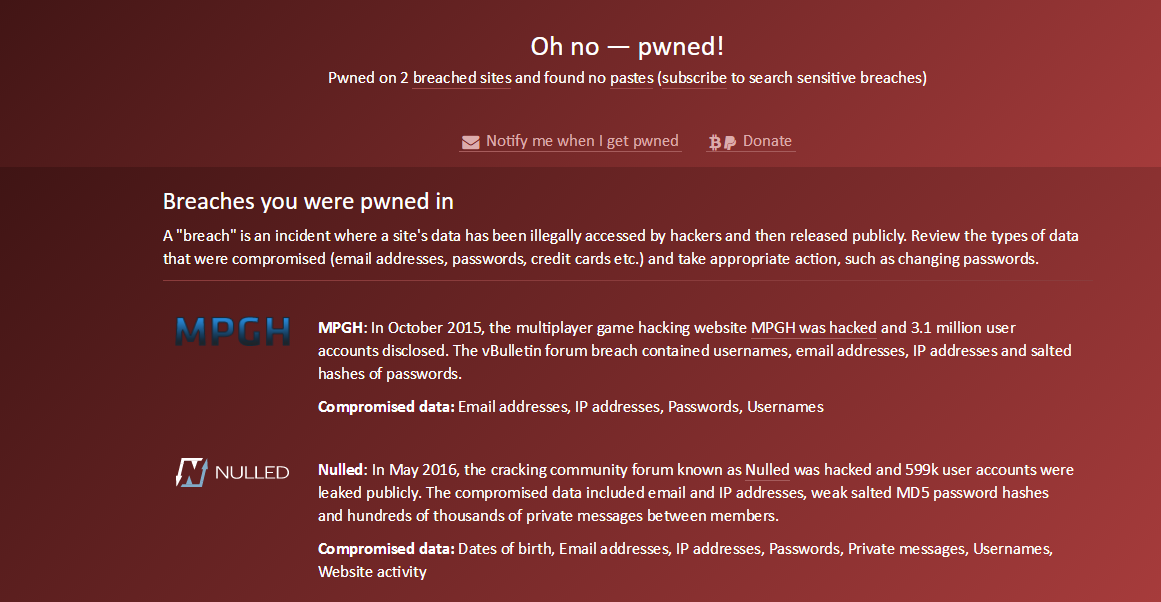 Oh no — pwned!
Pwned on 2 breached sites and found no pastes (subscribe to search sensitive breaches)
Notify me when I get pwned
Donate
Breaches you were pwned in
A "breach" is an incident where a site's data has been illegally accessed by hackers and then released publicly. Review the types of data
that were compromised (email addresses, passwords, credit cards etc.) and take appropriate action, such as changing passwords.
MPGH
MPGH: In October 2015, the multiplayer game hacking website MPGH was hacked and 3.1 million user
accounts disclosed. The vBulletin forum breach contained usernames, email addresses, IP addresses and salted
hashes of passwords.
Compromised data: Email addresses, IP addresses, Passwords, Usernames
NULLED
Nulled: In May 2016, the cracking community forum known as Nulled was hacked and 599k user accounts were
leaked publicly. The compromised data included email and IP addresses, weak salted MD5 password hashes
and hundreds of thousands of private messages between members.
Compromised data: Dates of birth, Email addresses, IP addresses, Passwords, Private messages, Usernames,
Website activity